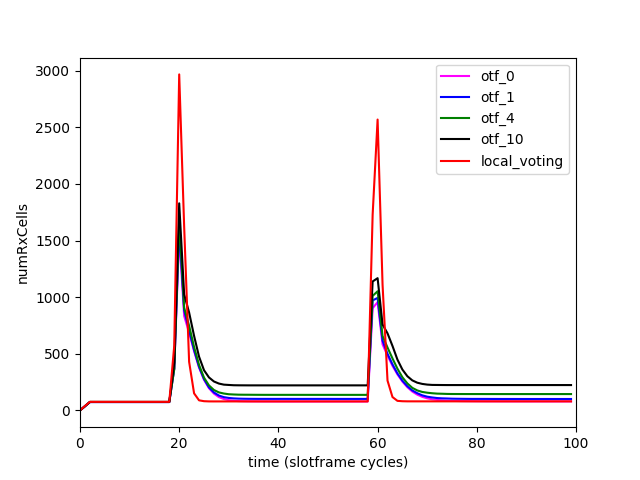 3000
2500
2000
1500
1000
500
0
numRxCells
0 20 40 60 80 100
time (slotframe cycles)
otf_0
otf_1
otf_4
otf_10
local_voting